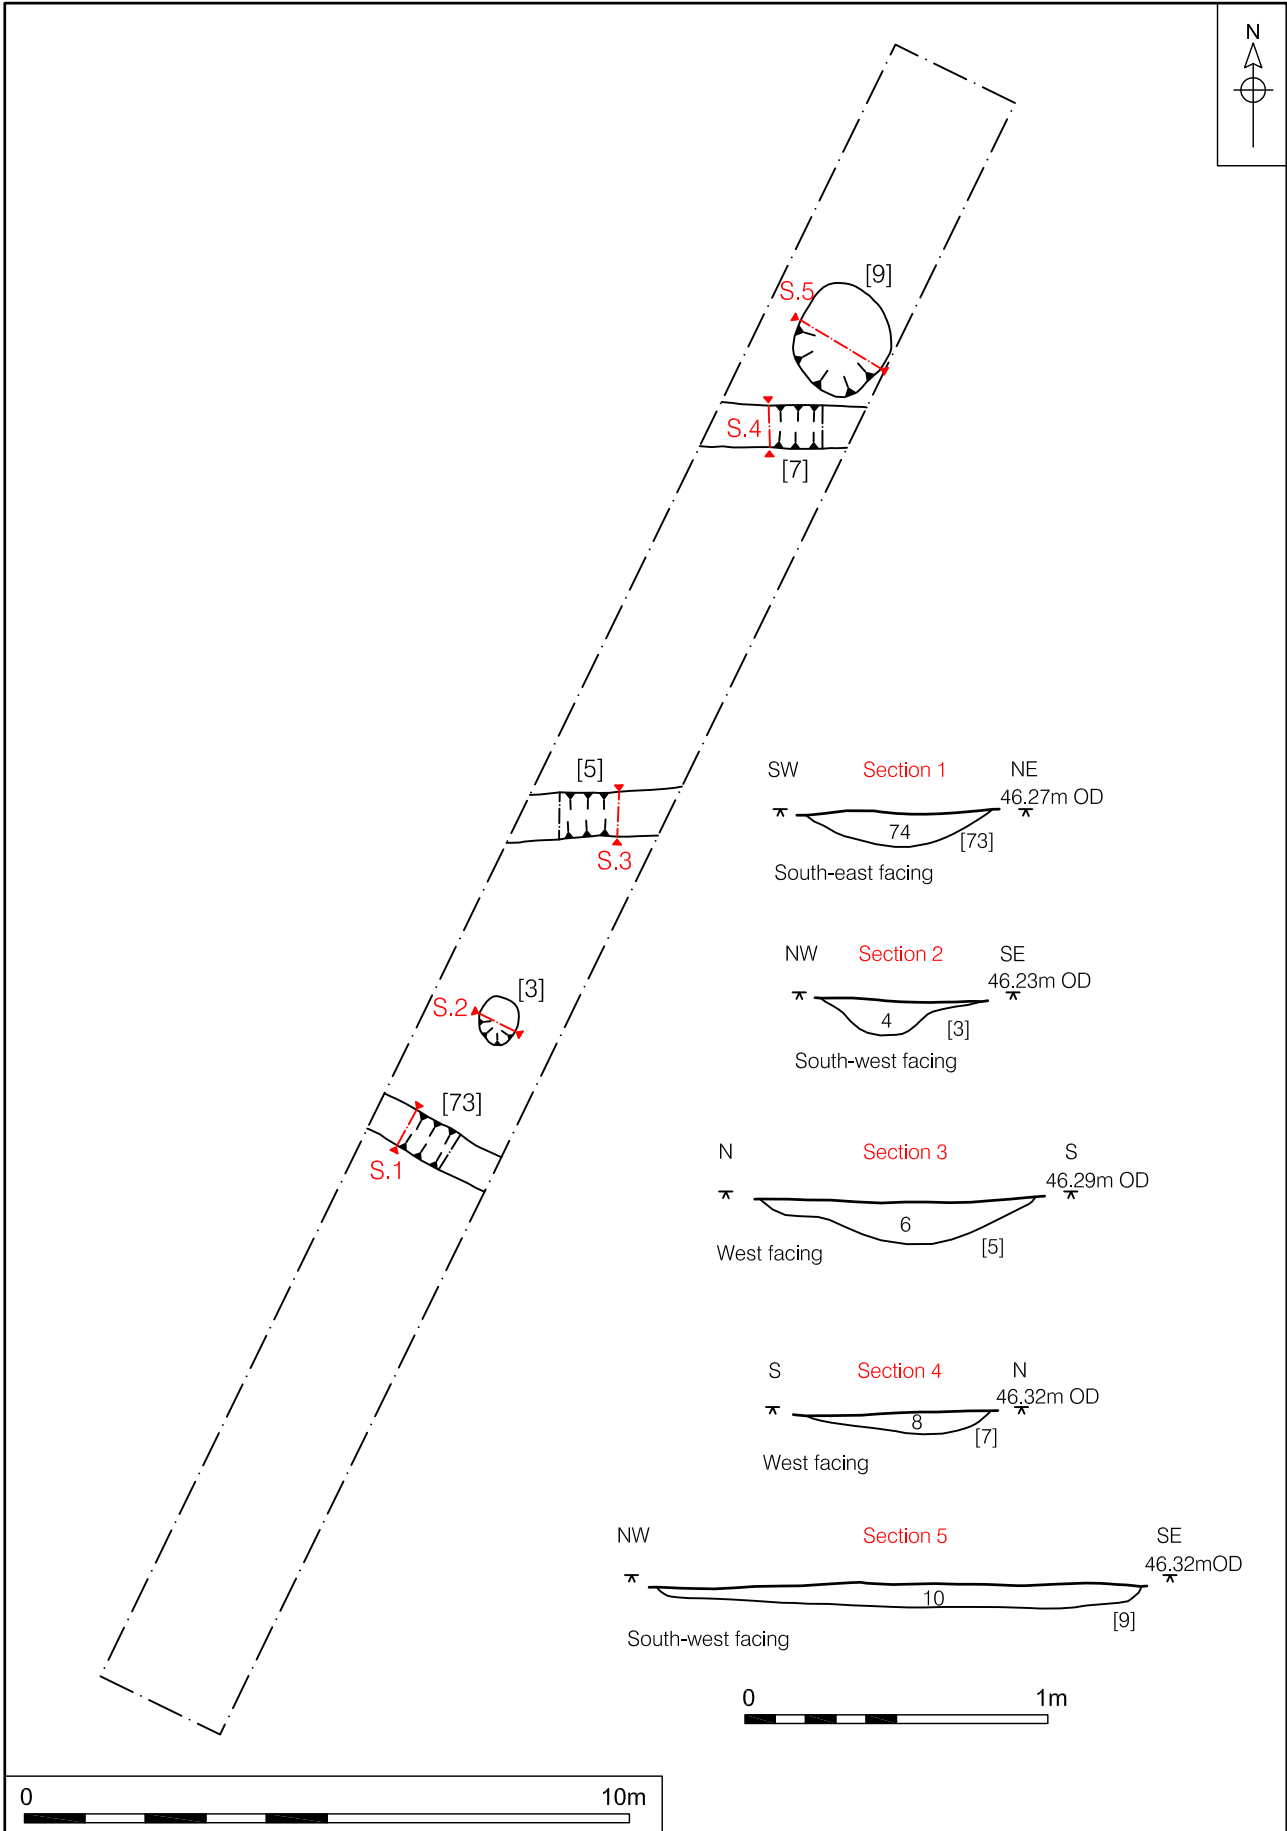 N
[9]
S.5
S.4
[7]
[5]
S.3
[3]
S.2
[73]
S.1
SW Section 1 NE
46.27m OD
74
[73]
South-east facing
NW Section 2 SE
46.23m OD
4
[3]
South-west facing
N Section 3 S
46.29m OD
6
[5]
West facing
S Section 4 N
46.32m OD
8
[7]
West facing
NW Section 5 SE
46.32mOD
10
[9]
South-west facing
0 1m
0 10m